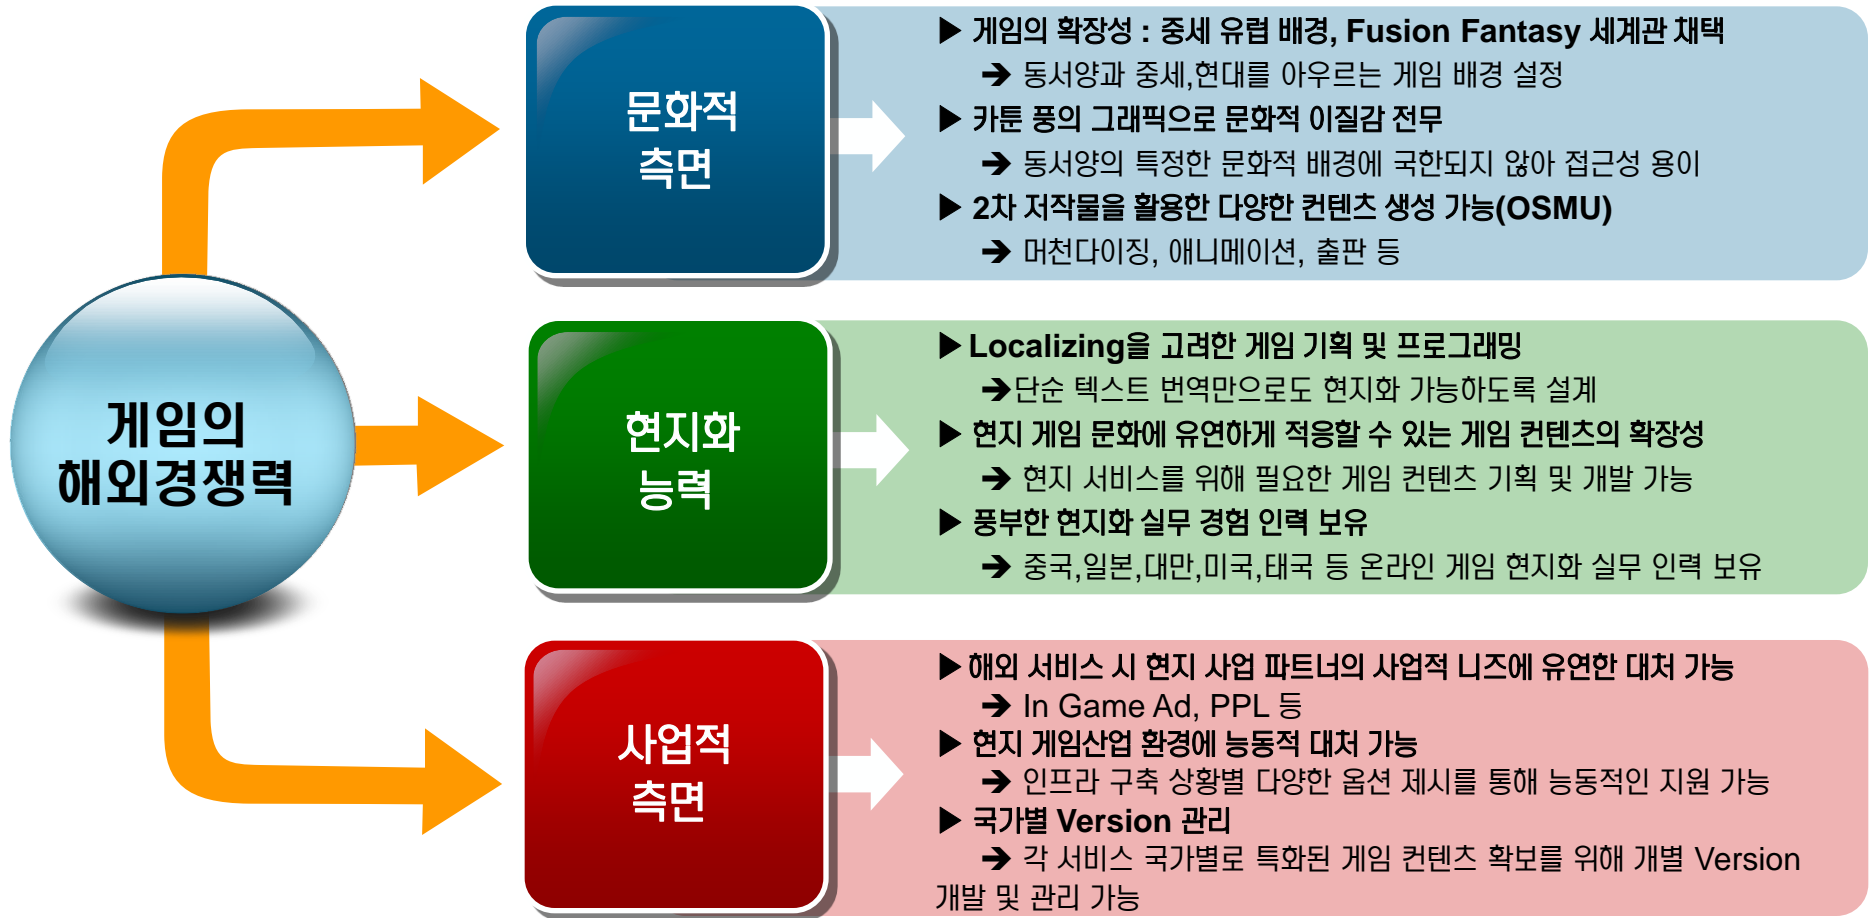 게임의
해외경쟁력
문화적
측면
▶ 게임의 확장성 : 중세 유럽 배경, Fusion Fantasy 세계관 채택
➔ 동서양과 중세,현대를 아우르는 게임 배경 설정
▶ 카툰 풍의 그래픽으로 문화적 이질감 전무
➔ 동서양의 특정한 문화적 배경에 국한되지 않아 접근성 용이
▶ 2차 저작물을 활용한 다양한 컨텐츠 생성 가능(OSMU)
➔ 머천다이징, 애니메이션, 출판 등
현지화
능력
▶ Localizing을 고려한 게임 기획 및 프로그래밍
➔단순 텍스트 번역만으로도 현지화 가능하도록 설계
▶ 현지 게임 문화에 유연하게 적응할 수 있는 게임 컨텐츠의 확장성
➔ 현지 서비스를 위해 필요한 게임 컨텐츠 기획 및 개발 가능
▶ 풍부한 현지화 실무 경험 인력 보유
➔ 중국,일본,대만,미국,태국 등 온라인 게임 현지화 실무 인력 보유
사업적
측면
▶ 해외 서비스 시 현지 사업 파트너의 사업적 니즈에 유연한 대처 가능
➔ In Game Ad, PPL 등
▶ 현지 게임산업 환경에 능동적 대처 가능
➔ 인프라 구축 상황별 다양한 옵션 제시를 통해 능동적인 지원 가능
▶ 국가별 Version 관리
➔ 각 서비스 국가별로 특화된 게임 컨텐츠 확보를 위해 개별 Version
개발 및 관리 가능